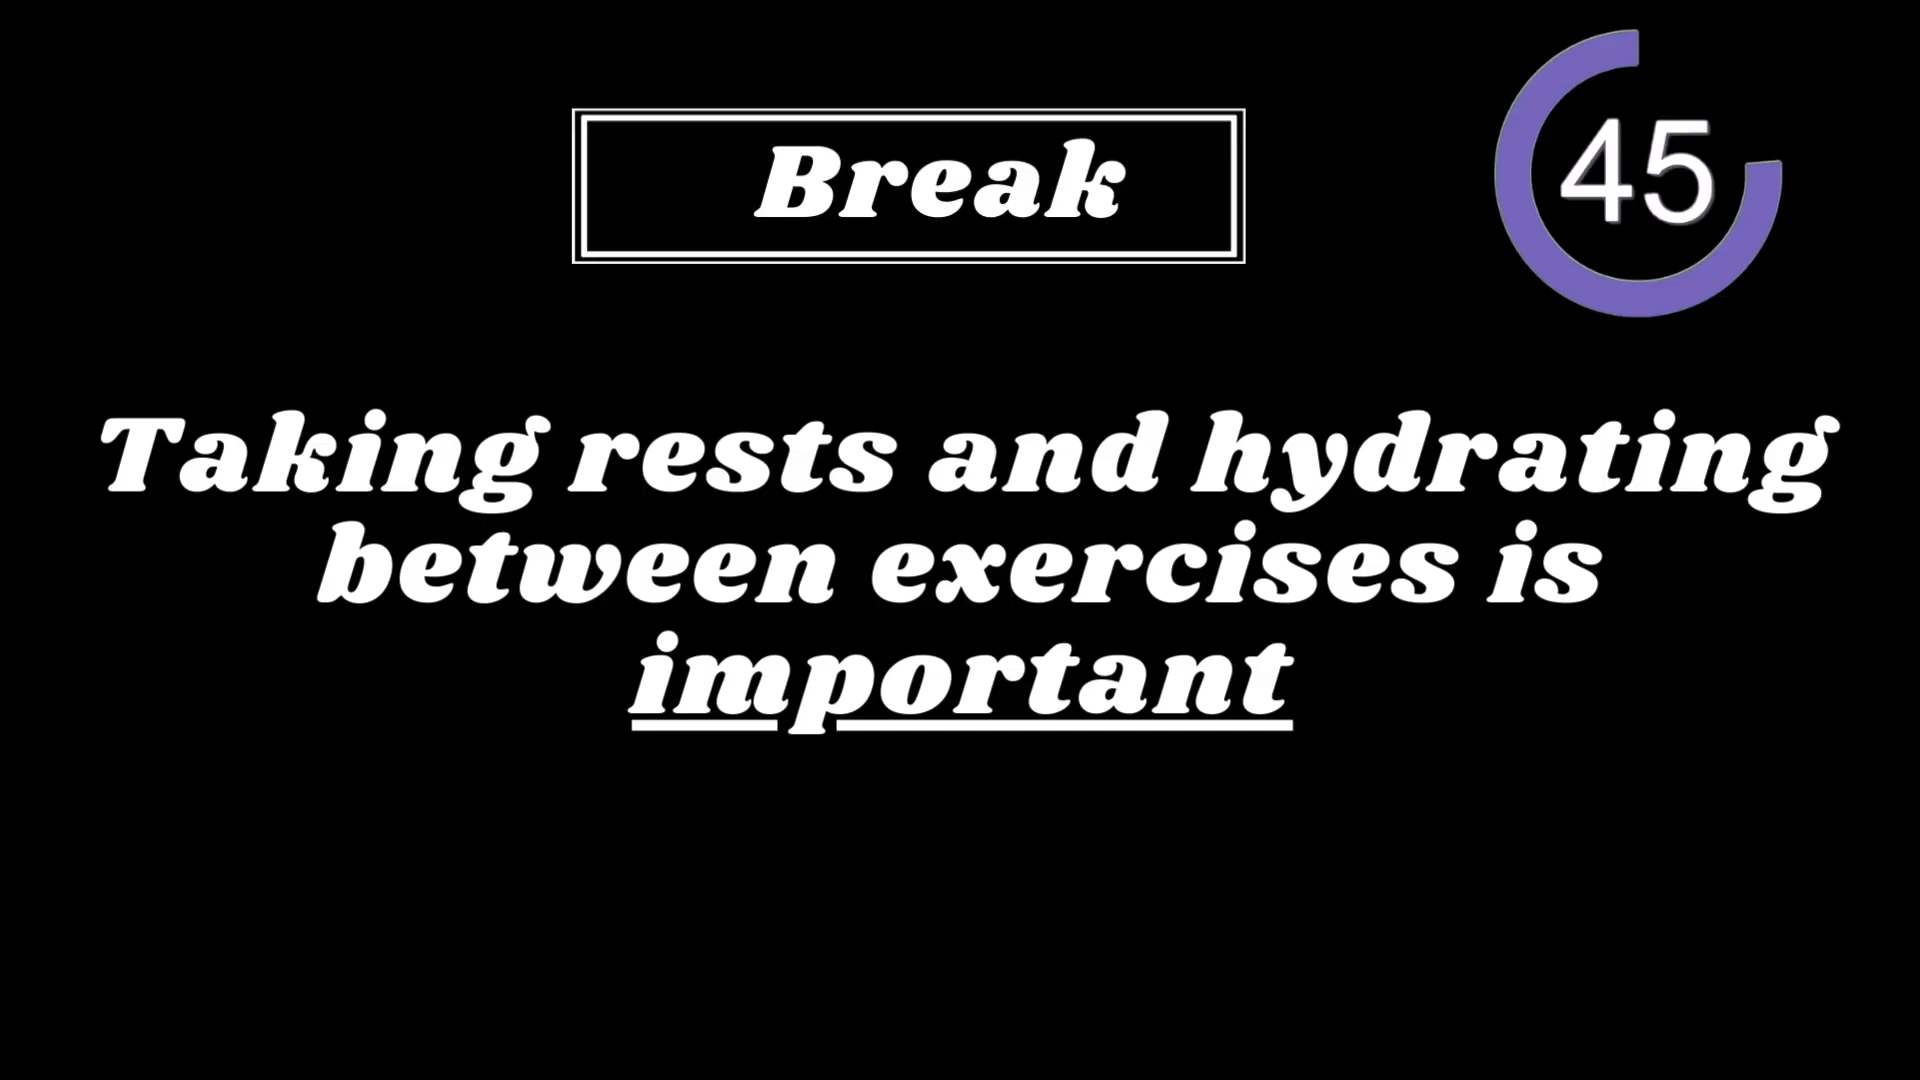 Break
45
Taking rests and hydrating
between exercises is
important